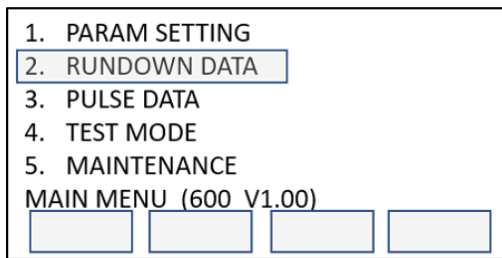 1. PARAM SETTING
2. RUNDOWN DATA
3. PULSE DATA
4. TEST MODE
5. MAINTENANCE
MAIN MENU (600 V1.00)